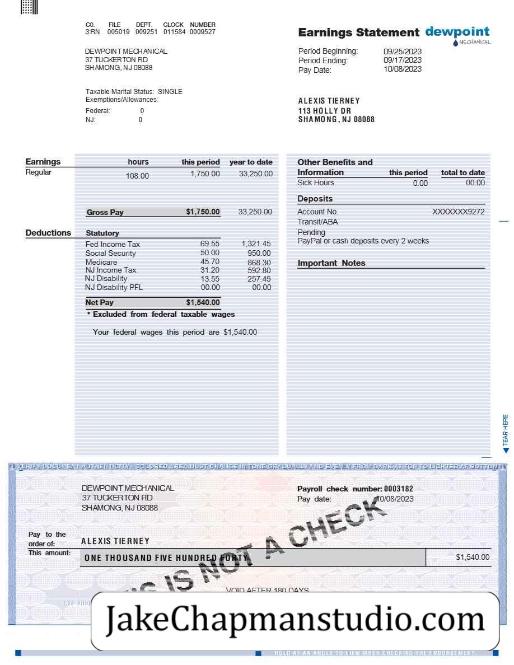 CO. FILE DEPT. CLOCK NUMBER
3:RN 005019 009251 011584 0009527
DEWPOINT MECHANICAL
37 TUCKERTON RD
SHAMONG, NJ 08088
Taxable Marital Status: SINGLE
Exemptions/Allowances:
Federal: 0
NJ: 0
Earnings Statement dewpoint
MECHANICAL
Period Beginning: 09/25/2023
Period Ending: 09/17/2023
Pay Date: 10/08/2023
ALEXIS TIERNEY
113 HOLLY DR
SHAMONG, NJ 08088
Earnings hours this period year to date
Regular 108.00 1,750.00 33,250.00
Gross Pay $1,750.00 33,250.00
Deductions Statutory
Fed Income Tax 69.55 1,321.45
Social Security 50.00 950.00
Medicare 45.70 868.30
NJ Income Tax 31.20 592.80
NJ Disability 13.55 257.45
NJ Disability PFL 00.00 00.00
Net Pay $1,540.00
* Excluded from federal taxable wages
Your federal wages this period are $1,540.00
Other Benefits and
Information this period total to date
Sick Hours 0.00 00.00
Deposits
Account No. XXXXXXX9272
Transit/ABA
Pending
PayPal or cash deposits every 2 weeks
Important Notes
TEAR HERE
DEWPOINT MECHANICAL
37 TUCKERTON RD
SHAMONG, NJ 08088
Payroll check number: 0003182
Pay date: 10/08/2023
Pay to the
order of: ALEXIS TIERNEY
This amount: ONE THOUSAND FIVE HUNDRED FORTY $1,540.00
IS NOT A CHECK
VOID AFTER 180 DAYS
JakeChapmanstudio.com